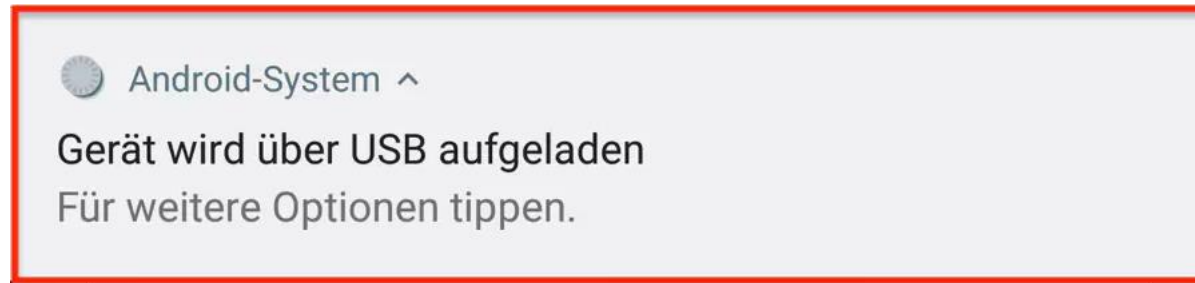 Android-System
Gerät wird über USB aufgeladen
Für weitere Optionen tippen.